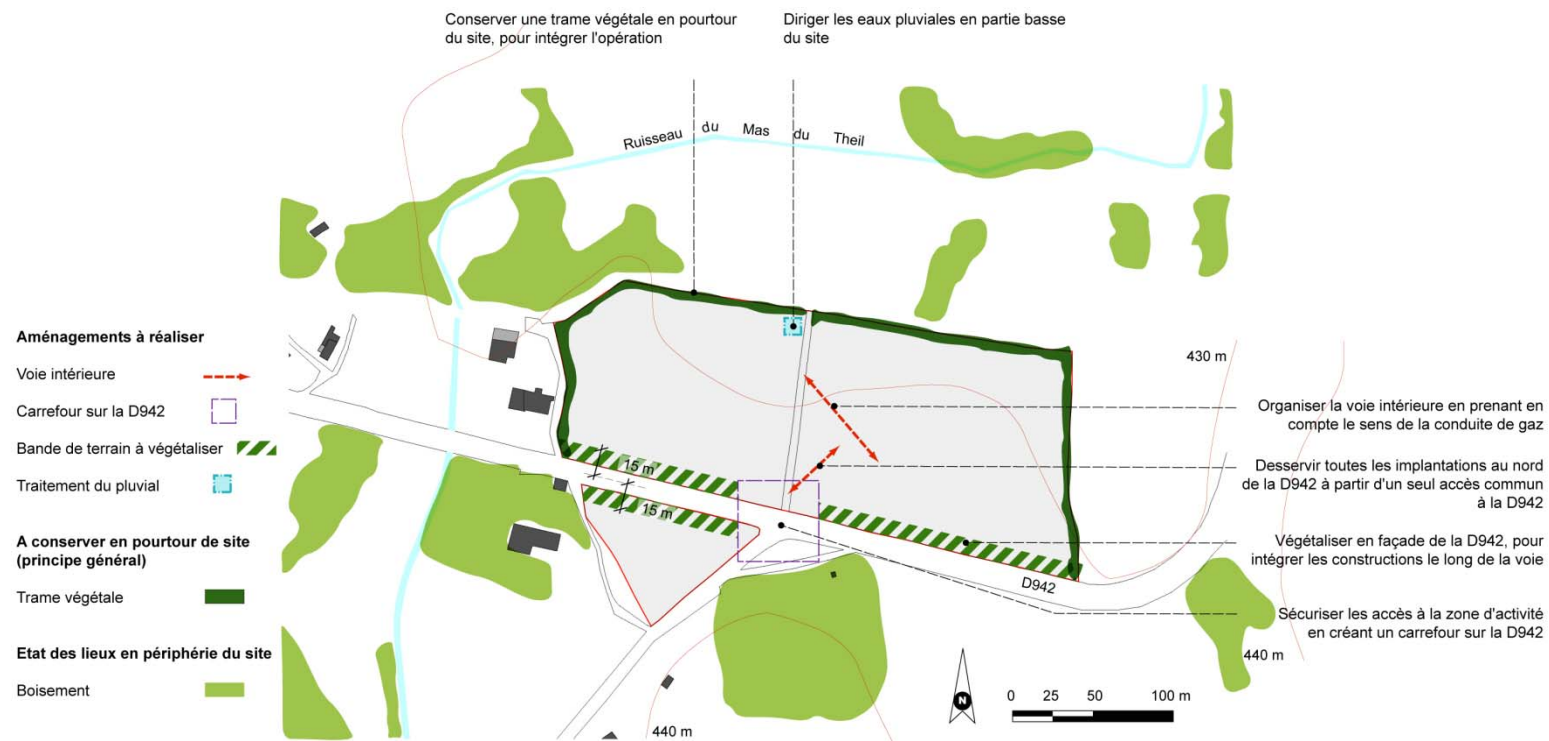 Conserver une trame végétale en pourtour
du site, pour intégrer l'opération
Diriger les eaux pluviales en partie basse
du site
Ruisseau du Mas du Theil
Aménagements à réaliser
Voie intérieure
Carrefour sur la D942
Bande de terrain à végétaliser
Traitement du pluvial
A conserver en pourtour de site
(principe général)
Trame végétale
Etat des lieux en périphérie du site
Boisement
15 m
15 m
D942
430 m
440 m
440 m
Organiser la voie intérieure en prenant en
compte le sens de la conduite de gaz
Desservir toutes les implantations au nord
de la D942 à partir d'un seul accès commun
à la D942
Végétaliser en façade de la D942, pour
intégrer les constructions le long de la voie
Sécuriser les accès à la zone d'activité
en créant un carrefour sur la D942
N
0 25 50 100 m